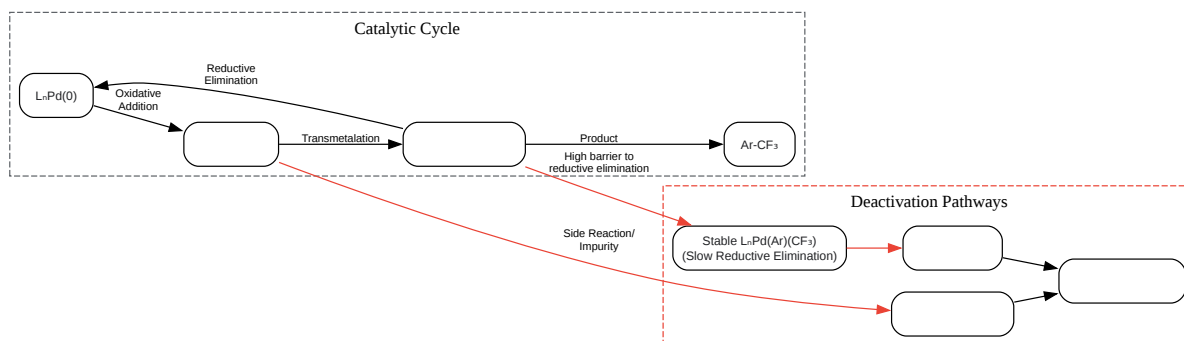 Catalytic Cycle
Reductive
Elimination
LₙPd(0)
Oxidative
Addition
Transmetalation
Product
Ar-CF₃
High barrier to
reductive elimination
Deactivation Pathways
Side Reaction/
Impurity
Stable LₙPd(Ar)(CF₃)
(Slow Reductive Elimination)